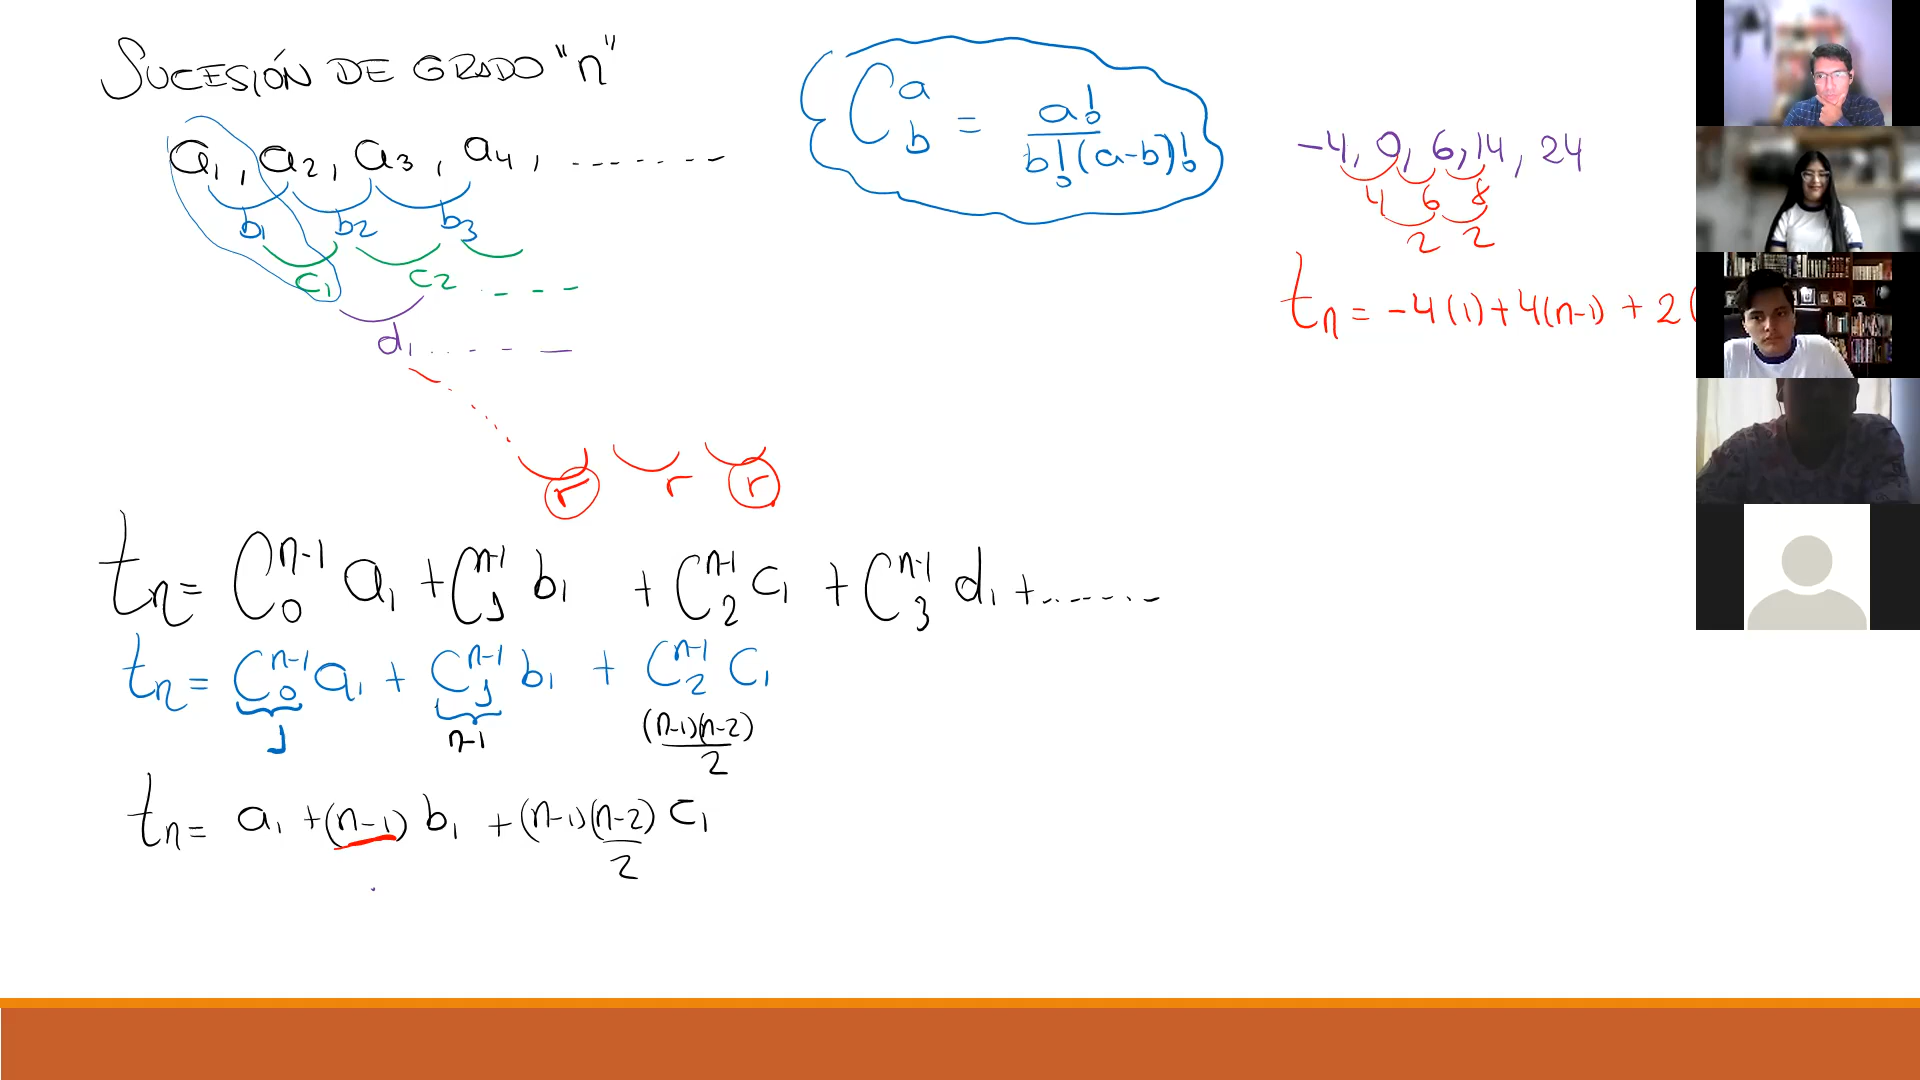 SUCESIÓN DE GRADO "n"
a₁, a₂, a₃, a₄, .......
b₁ b₂ b₃
c₁ c₂ . - - -
d₁ ... - - -
r r r
C^a_b = a!/(b!(a-b)!)
-4, 0, 6, 14, 24
4 6 8
2 2
tn = -4(1)+4(n-1) + 2(
tn = C^{n-1}_0 a₁ + C^{n-1}_1 b₁ + C^{n-1}_2 c₁ + C^{n-1}_3 d₁ + .......
tn = C^{n-1}_0 a₁ + C^{n-1}_1 b₁ + C^{n-1}_2 c₁
1 n-1 (n-1)(n-2)/2
tn = a₁ + (n-1) b₁ + (n-1)(n-2)/2 c₁